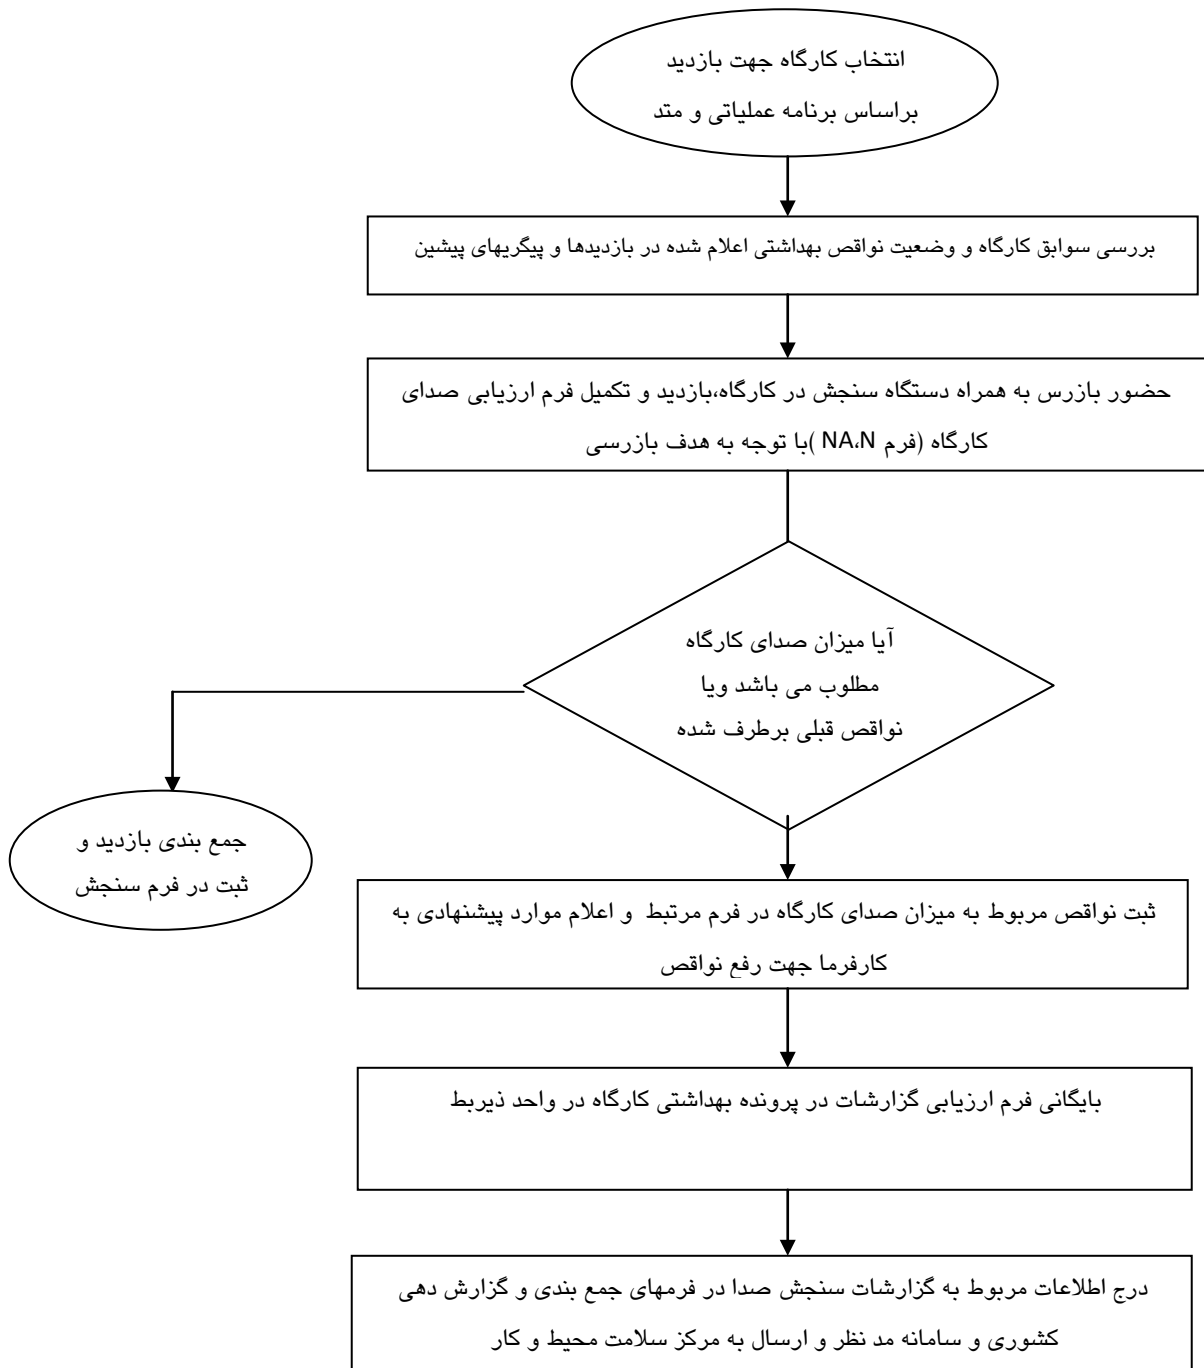 انتخاب کارگاه جهت بازدید
براساس برنامه عملیاتی و متد
بررسی سوابق کارگاه و وضعیت نواقص بهداشتی اعلام شده در بازدیدها و پیگریهای پیشین
حضور بازرس به همراه دستگاه سنجش در کارگاه،بازدید و تکمیل فرم ارزیابی صدای
کارگاه (فرم NA،N )با توجه به هدف بازرسی
آیا میزان صدای کارگاه
مطلوب می باشد ویا
نواقص قبلی برطرف شده
جمع بندی بازدید و
ثبت در فرم سنجش
ثبت نواقص مربوط به میزان صدای کارگاه در فرم مرتبط و اعلام موارد پیشنهادی به
کارفرما جهت رفع نواقص
بایگانی فرم ارزیابی گزارشات در پرونده بهداشتی کارگاه در واحد ذیربط
درج اطلاعات مربوط به گزارشات سنجش صدا در فرمهای جمع بندی و گزارش دهی
کشوری و سامانه مد نظر و ارسال به مرکز سلامت محیط و کار